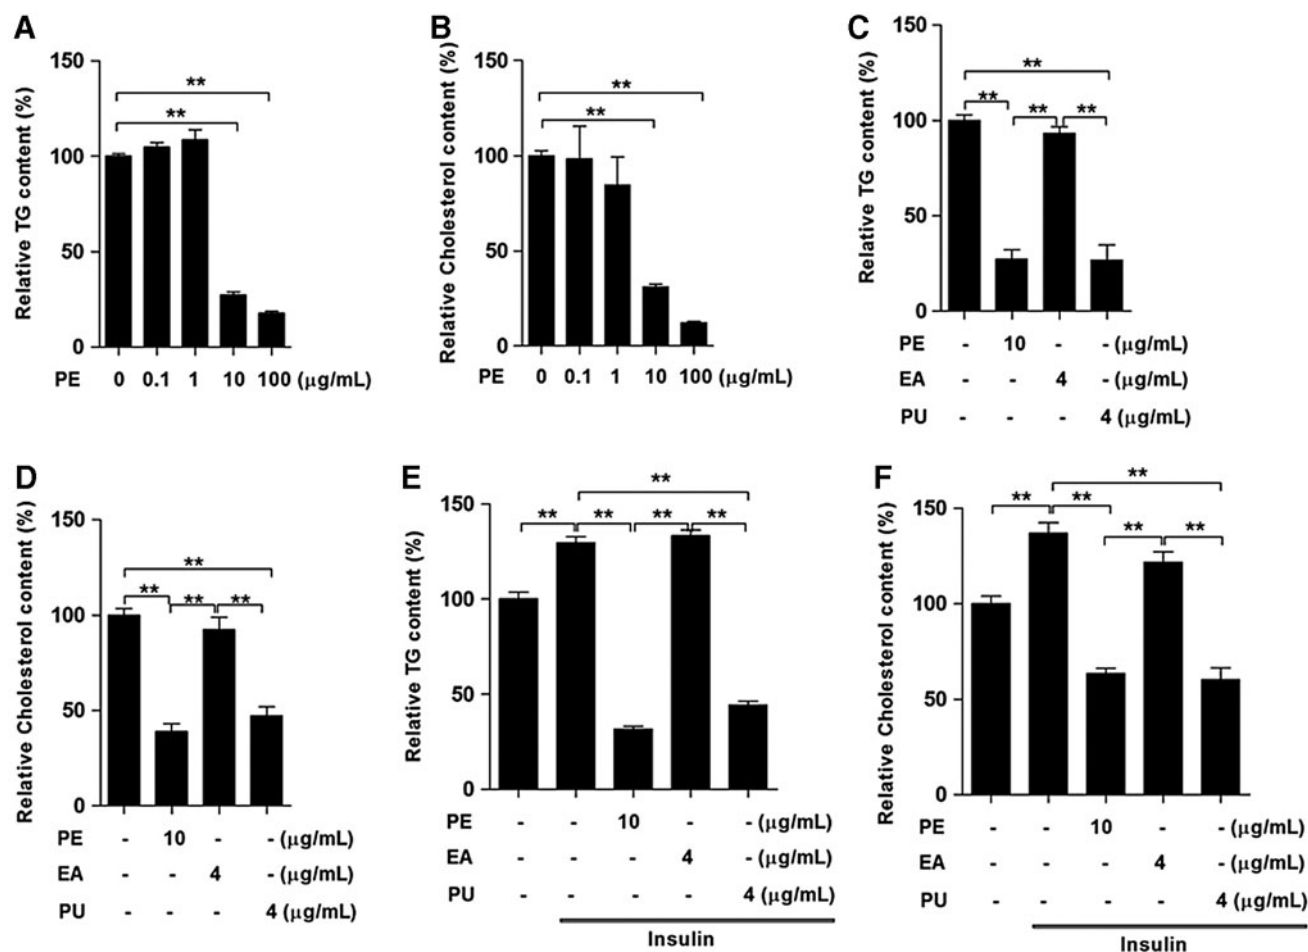 A
Relative TG content (%)
150
100
50
0
**
**
PE 0 0.1 1 10 100 (μg/mL)
B
Relative Cholesterol content (%)
150
100
50
0
**
**
PE 0 0.1 1 10 100 (μg/mL)
C
Relative TG content (%)
150
100
50
0
**
** ** **
PE - 10 - - (μg/mL)
EA - - 4 - (μg/mL)
PU - - - 4 (μg/mL)
D
Relative Cholesterol content (%)
150
100
50
0
**
** ** **
PE - 10 - - (μg/mL)
EA - - 4 - (μg/mL)
PU - - - 4 (μg/mL)
E
Relative TG content (%)
150
100
50
0
**
** ** ** **
PE - - 10 - - (μg/mL)
EA - - - 4 - (μg/mL)
PU - - - - 4 (μg/mL)
Insulin
F
Relative Cholesterol content (%)
150
100
50
0
**
** **
** **
PE - - 10 - - (μg/mL)
EA - - - 4 - (μg/mL)
PU - - - - 4 (μg/mL)
Insulin